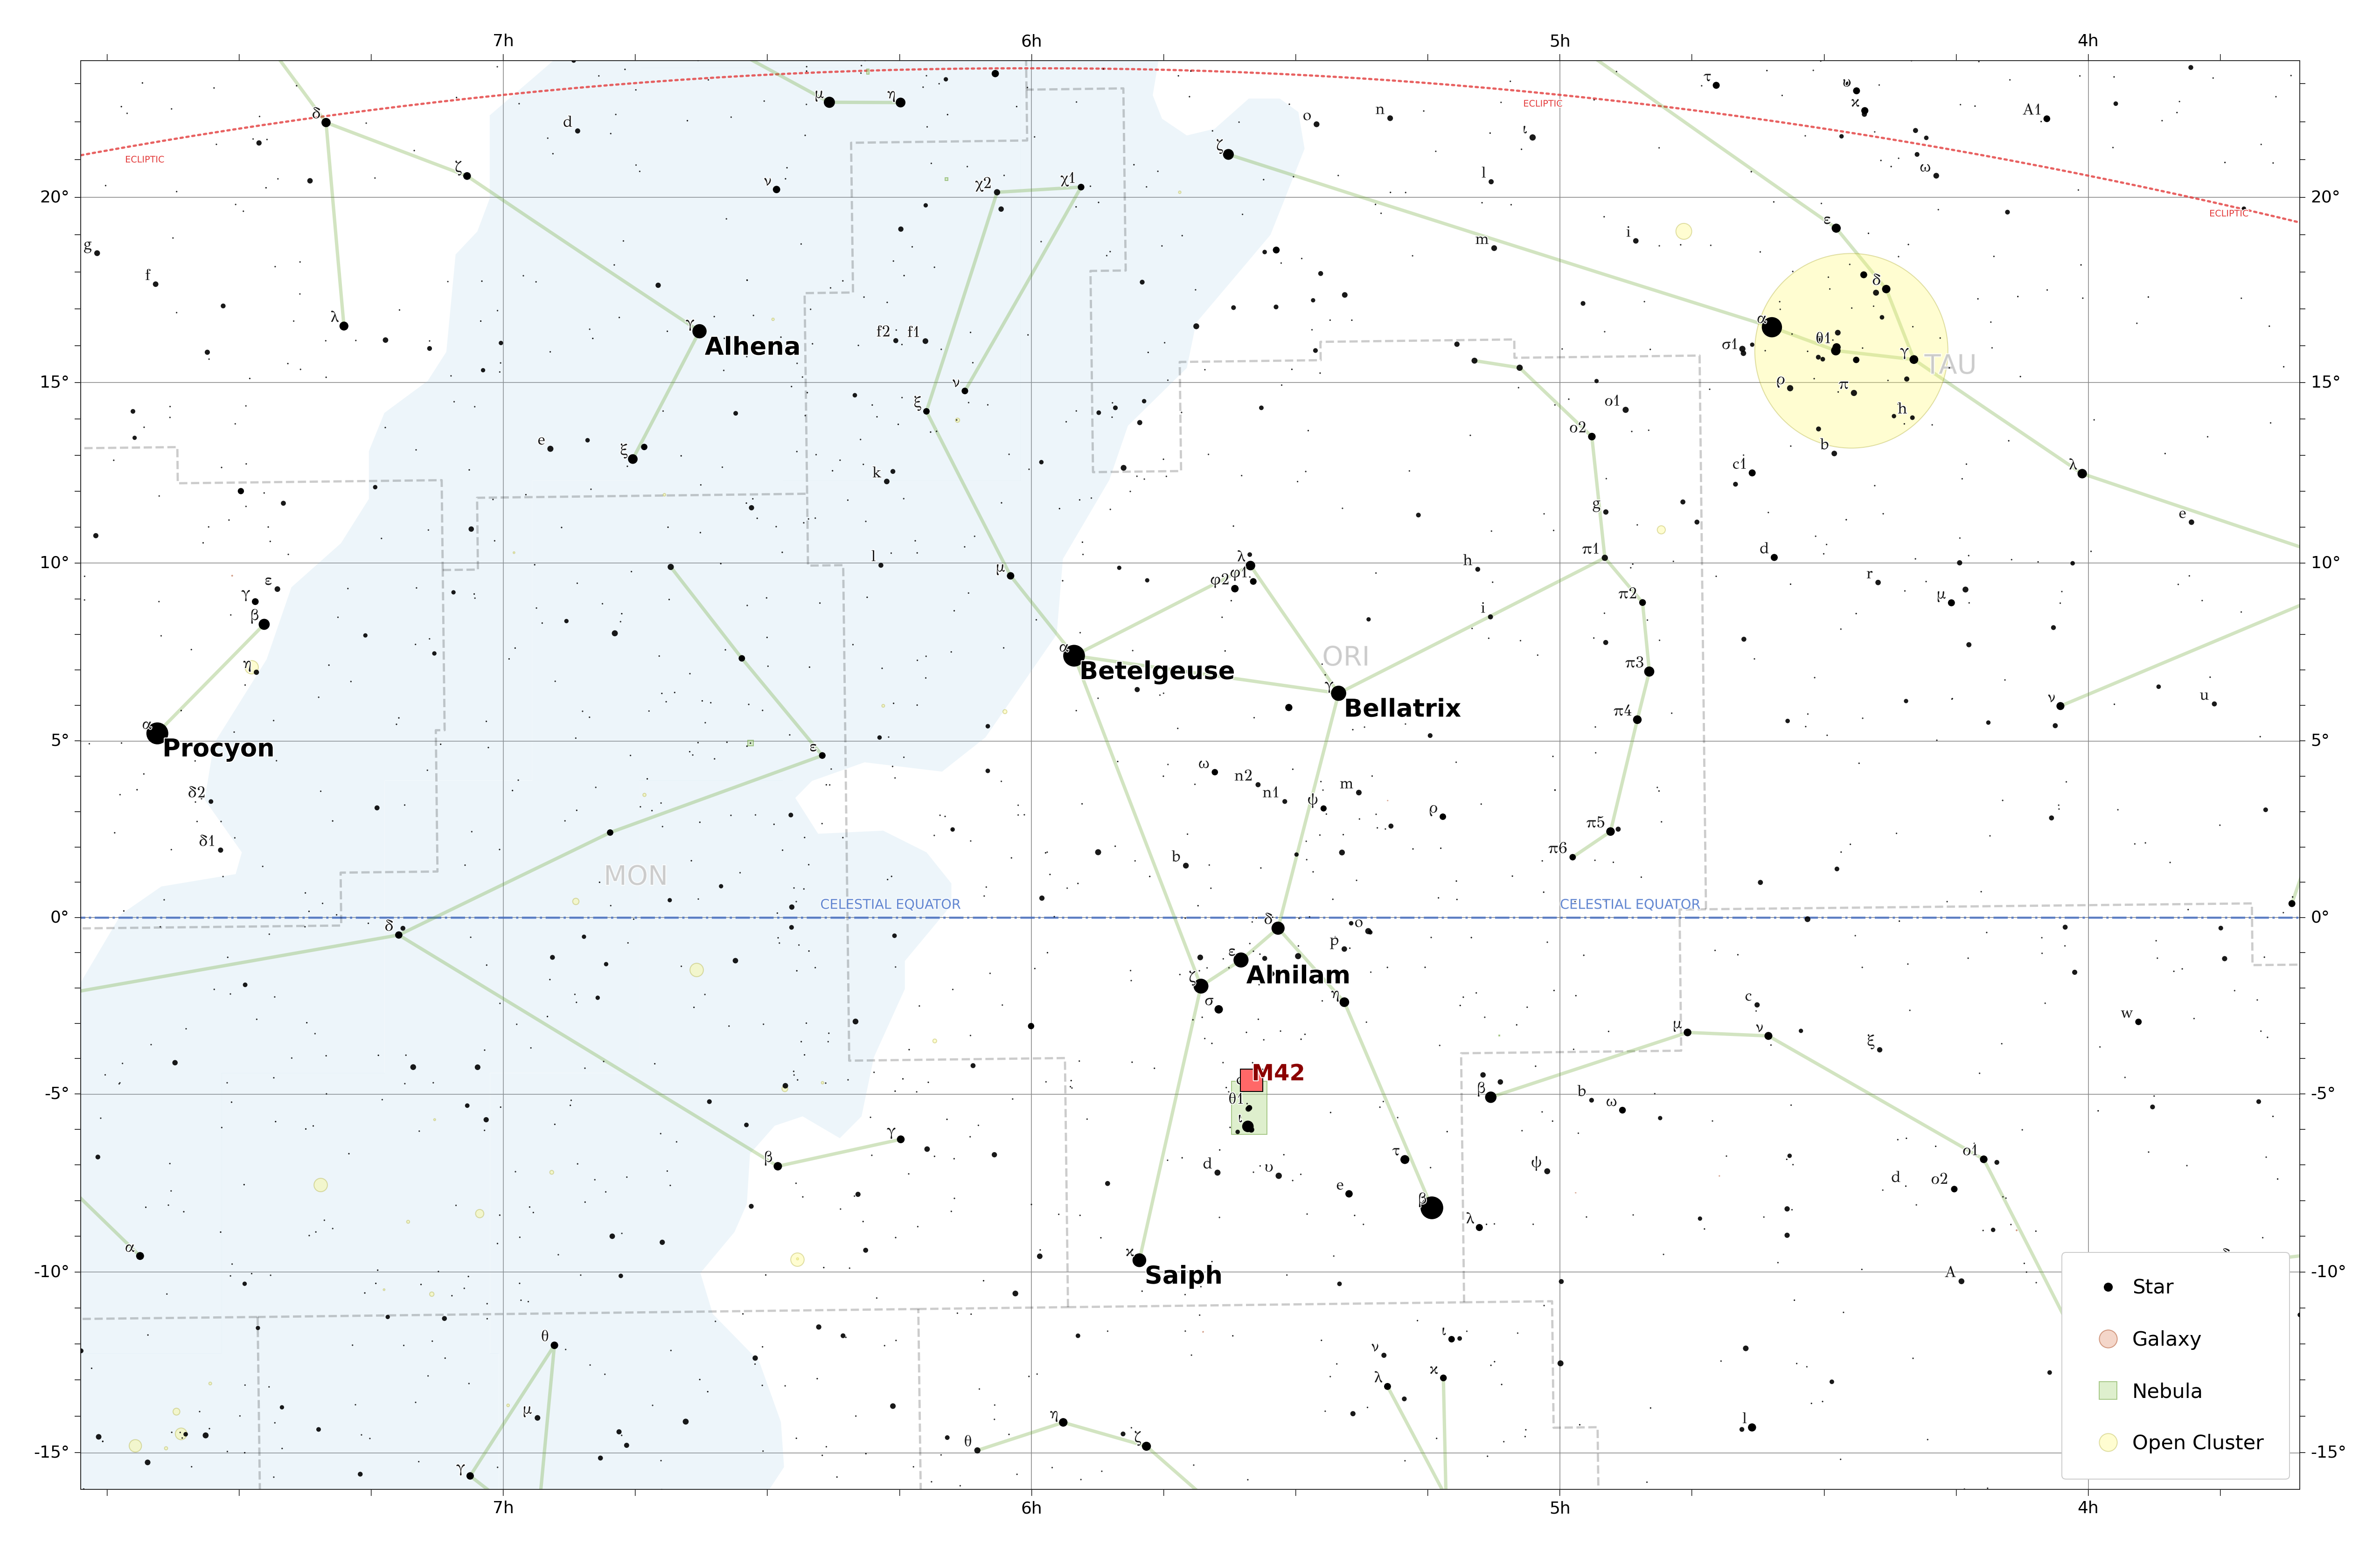 7h 6h 5h 4h
τ ω
μ η ϰ
δ d o n A1
ECLIPTIC ECLIPTIC ι
ζ ζ ω
ν χ2 χ1 l
20° 20°
ECLIPTIC
g m i ε
f δ
λ γ f2 f1 α
Alhena σ1 θ1 γ TAU
15° ρ π 15°
ξ ν o1 h
e ξ o2 b
k c1 λ
g e
10° l μ λ h π1 d 10°
ε φ2 φ1 r
γ i π2 μ
β
η α ORI π3
Betelgeuse γ ν u
α Bellatrix π4
5° Procyon ε 5°
ω
δ2 n2 n1 m
ψ ρ
δ1 π5
b π6
MON
0° CELESTIAL EQUATOR CELESTIAL EQUATOR 0°
δ δ o
ε p
ζ Alnilam
σ η c
w
μ ν
ξ
M42
-5° θ1 β b ω -5°
ι
γ
β τ o1
d υ ψ
e d o2
β
λ
α ϰ
-10° Saiph A -10°
Star
θ ι
ν
λ ϰ Galaxy
μ Nebula
η l
θ ζ
-15° Open Cluster -15°
γ
7h 6h 5h 4h